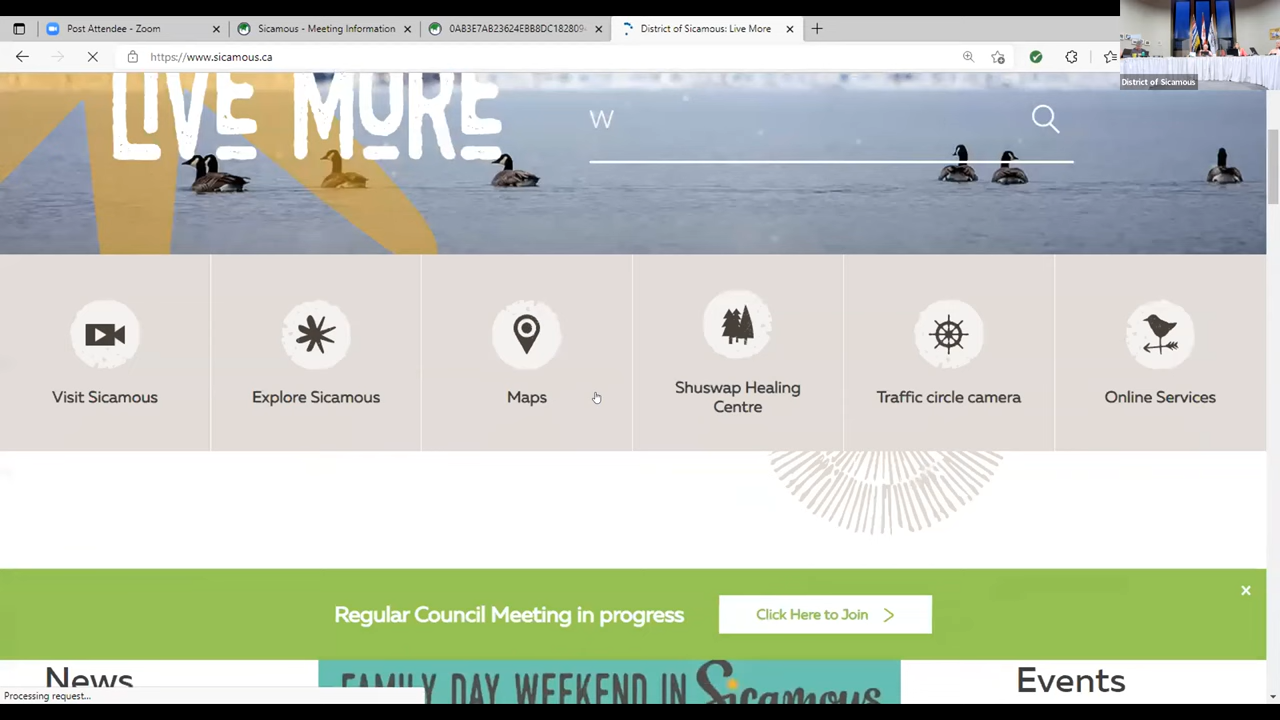 Post Attendee - Zoom
Sicamous - Meeting Information
0AB3E7AB23624EBB8DC182809
District of Sicamous: Live More
https://www.sicamous.ca
District of Sicamous
LIVE MORE
W
Visit Sicamous
Explore Sicamous
Maps
Shuswap Healing
Centre
Traffic circle camera
Online Services
Regular Council Meeting in progress
Click Here to Join
News
FAMILY DAY WEEKEND IN Sicamous
Events
Processing request...